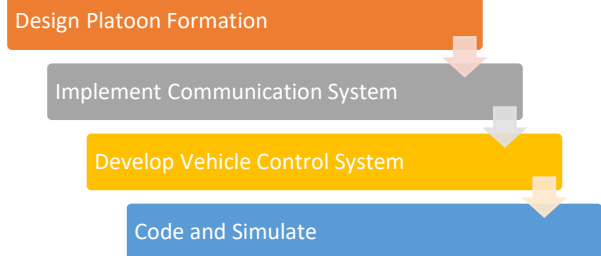 Design Platoon Formation
Implement Communication System
Develop Vehicle Control System
Code and Simulate